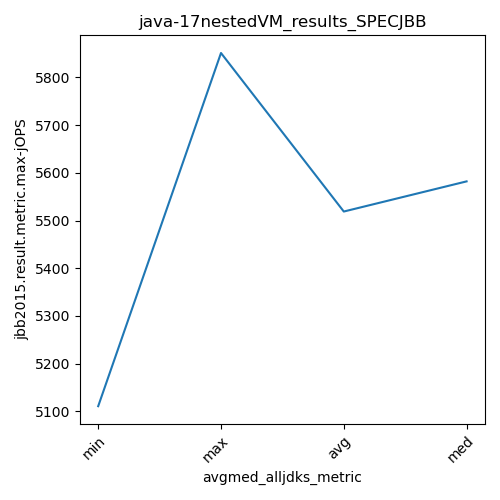 java-17nestedVM_results_SPECJBB
jbb2015.result.metric.max-jOPS
5800
5700
5600
5500
5400
5300
5200
5100
min
max
avg
med
avgmed_alljdks_metric